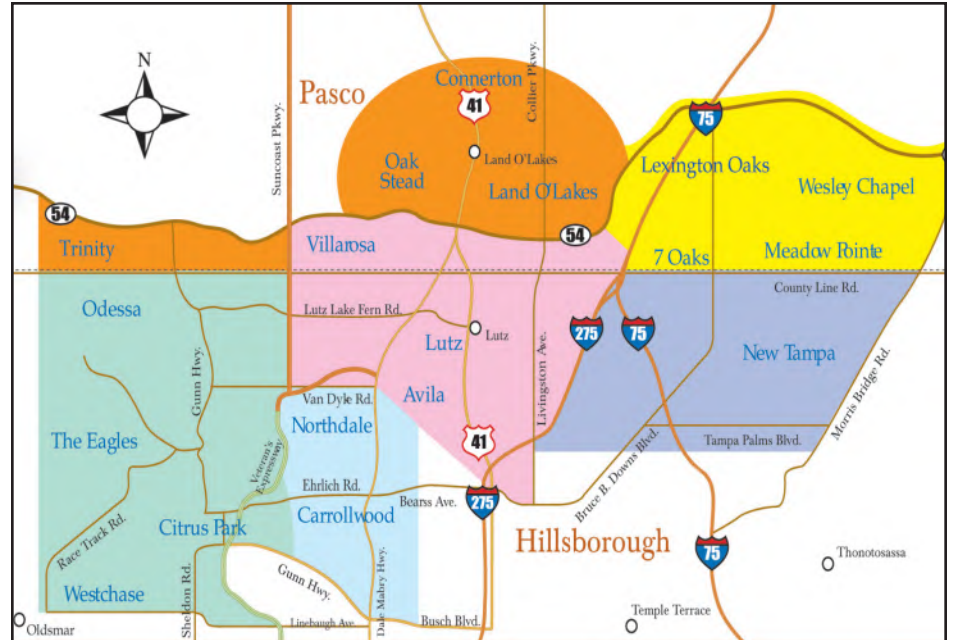 N
Suncoast Pkwy.
Pasco
Connerton
41
Collier Pkwy.
75
Land O'Lakes
Oak
Stead
Land O'Lakes
Lexington Oaks
Wesley Chapel
54
Trinity
Villarosa
54
7 Oaks
Meadow Pointe
County Line Rd.
Odessa
Lutz Lake Fern Rd.
Lutz
Lutz
275
75
New Tampa
Gunn Hwy.
Livingston Ave.
Morris Bridge Rd.
Avila
Van Dyke Rd.
Northdale
The Eagles
Veteran's
Expressway
41
Tampa Palms Blvd.
Bruce B. Downs Blvd.
Ehrlich Rd.
Bearss Ave.
275
Race Track Rd.
Citrus Park
Carrollwood
Hillsborough
75
Thonotosassa
Gunn Hwy.
Dale Mabry Hwy.
Westchase
Sheldon Rd.
Linebaugh Ave.
Busch Blvd.
Temple Terrace
Oldsmar